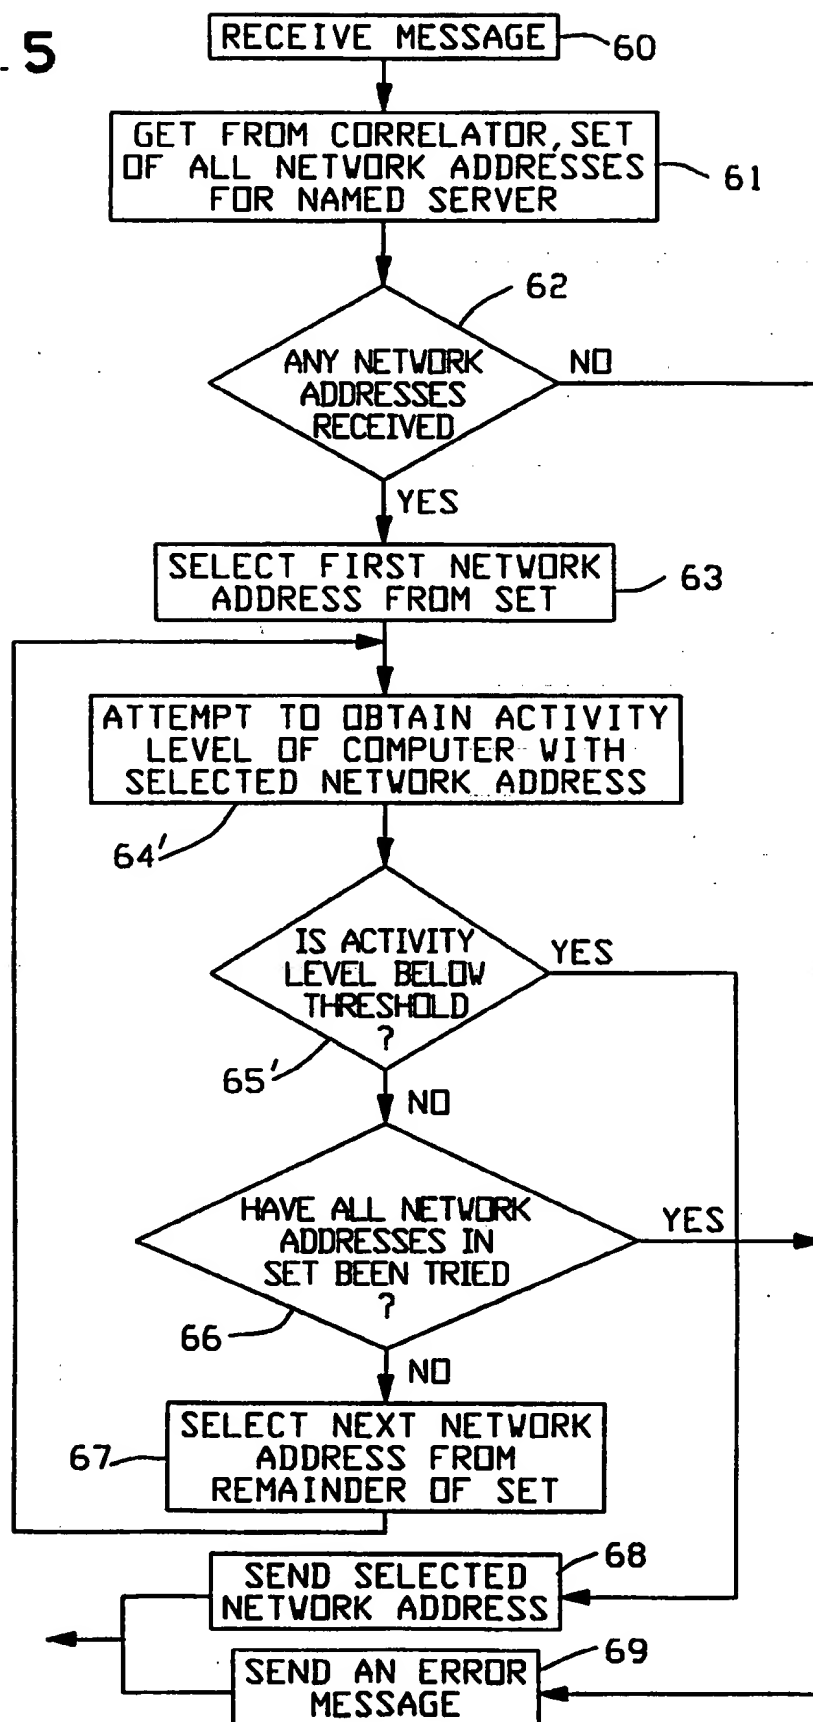 5
RECEIVE MESSAGE
60
GET FROM CORRELATOR, SET
OF ALL NETWORK ADDRESSES
FOR NAMED SERVER
61
62
ANY NETWORK
ADDRESSES
RECEIVED
NO
YES
SELECT FIRST NETWORK
ADDRESS FROM SET
63
ATTEMPT TO OBTAIN ACTIVITY
LEVEL OF COMPUTER WITH
SELECTED NETWORK ADDRESS
64'
IS ACTIVITY
LEVEL BELOW
THRESHOLD
?
YES
65'
NO
HAVE ALL NETWORK
ADDRESSES IN
SET BEEN TRIED
?
YES
66
NO
SELECT NEXT NETWORK
ADDRESS FROM
REMAINDER OF SET
67
SEND SELECTED
NETWORK ADDRESS
68
SEND AN ERROR
MESSAGE
69